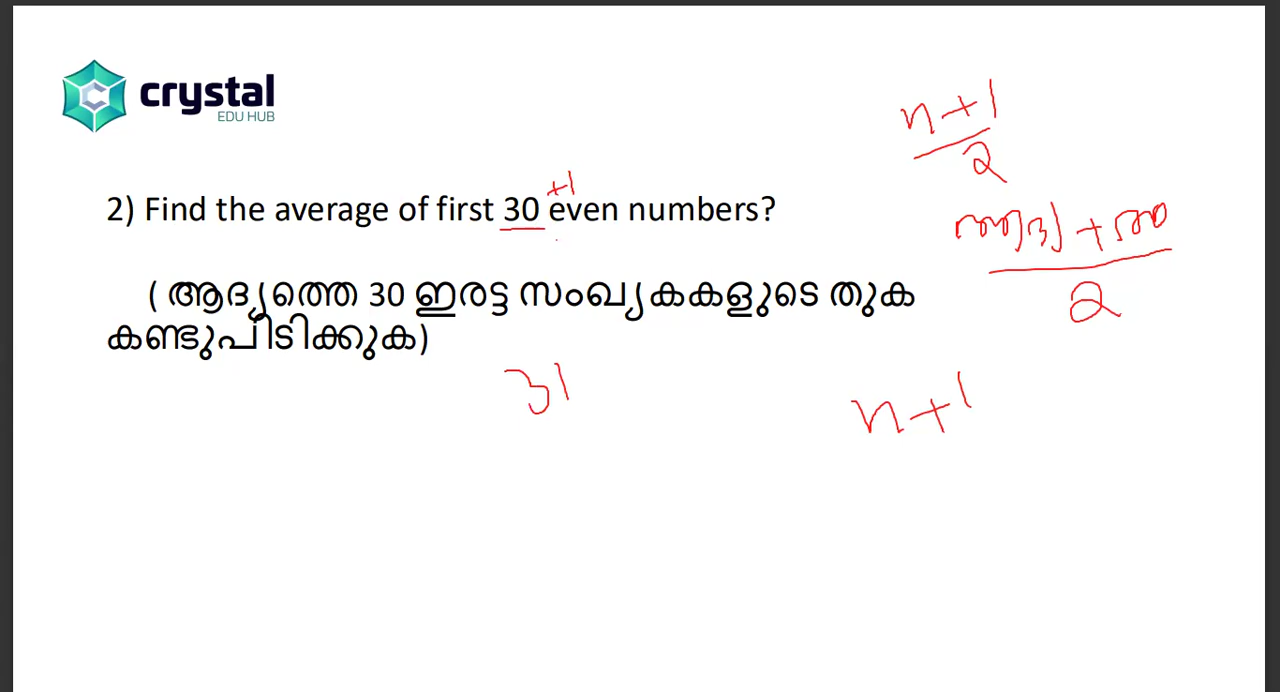 crystal
EDU HUB
n+1
2
+1
2) Find the average of first 30 even numbers?
2
( ആദ്യത്തെ 30 ഇരട്ട സംഖ്യകകളുടെ തുക
കണ്ടുപിടിക്കുക)
31
n+1